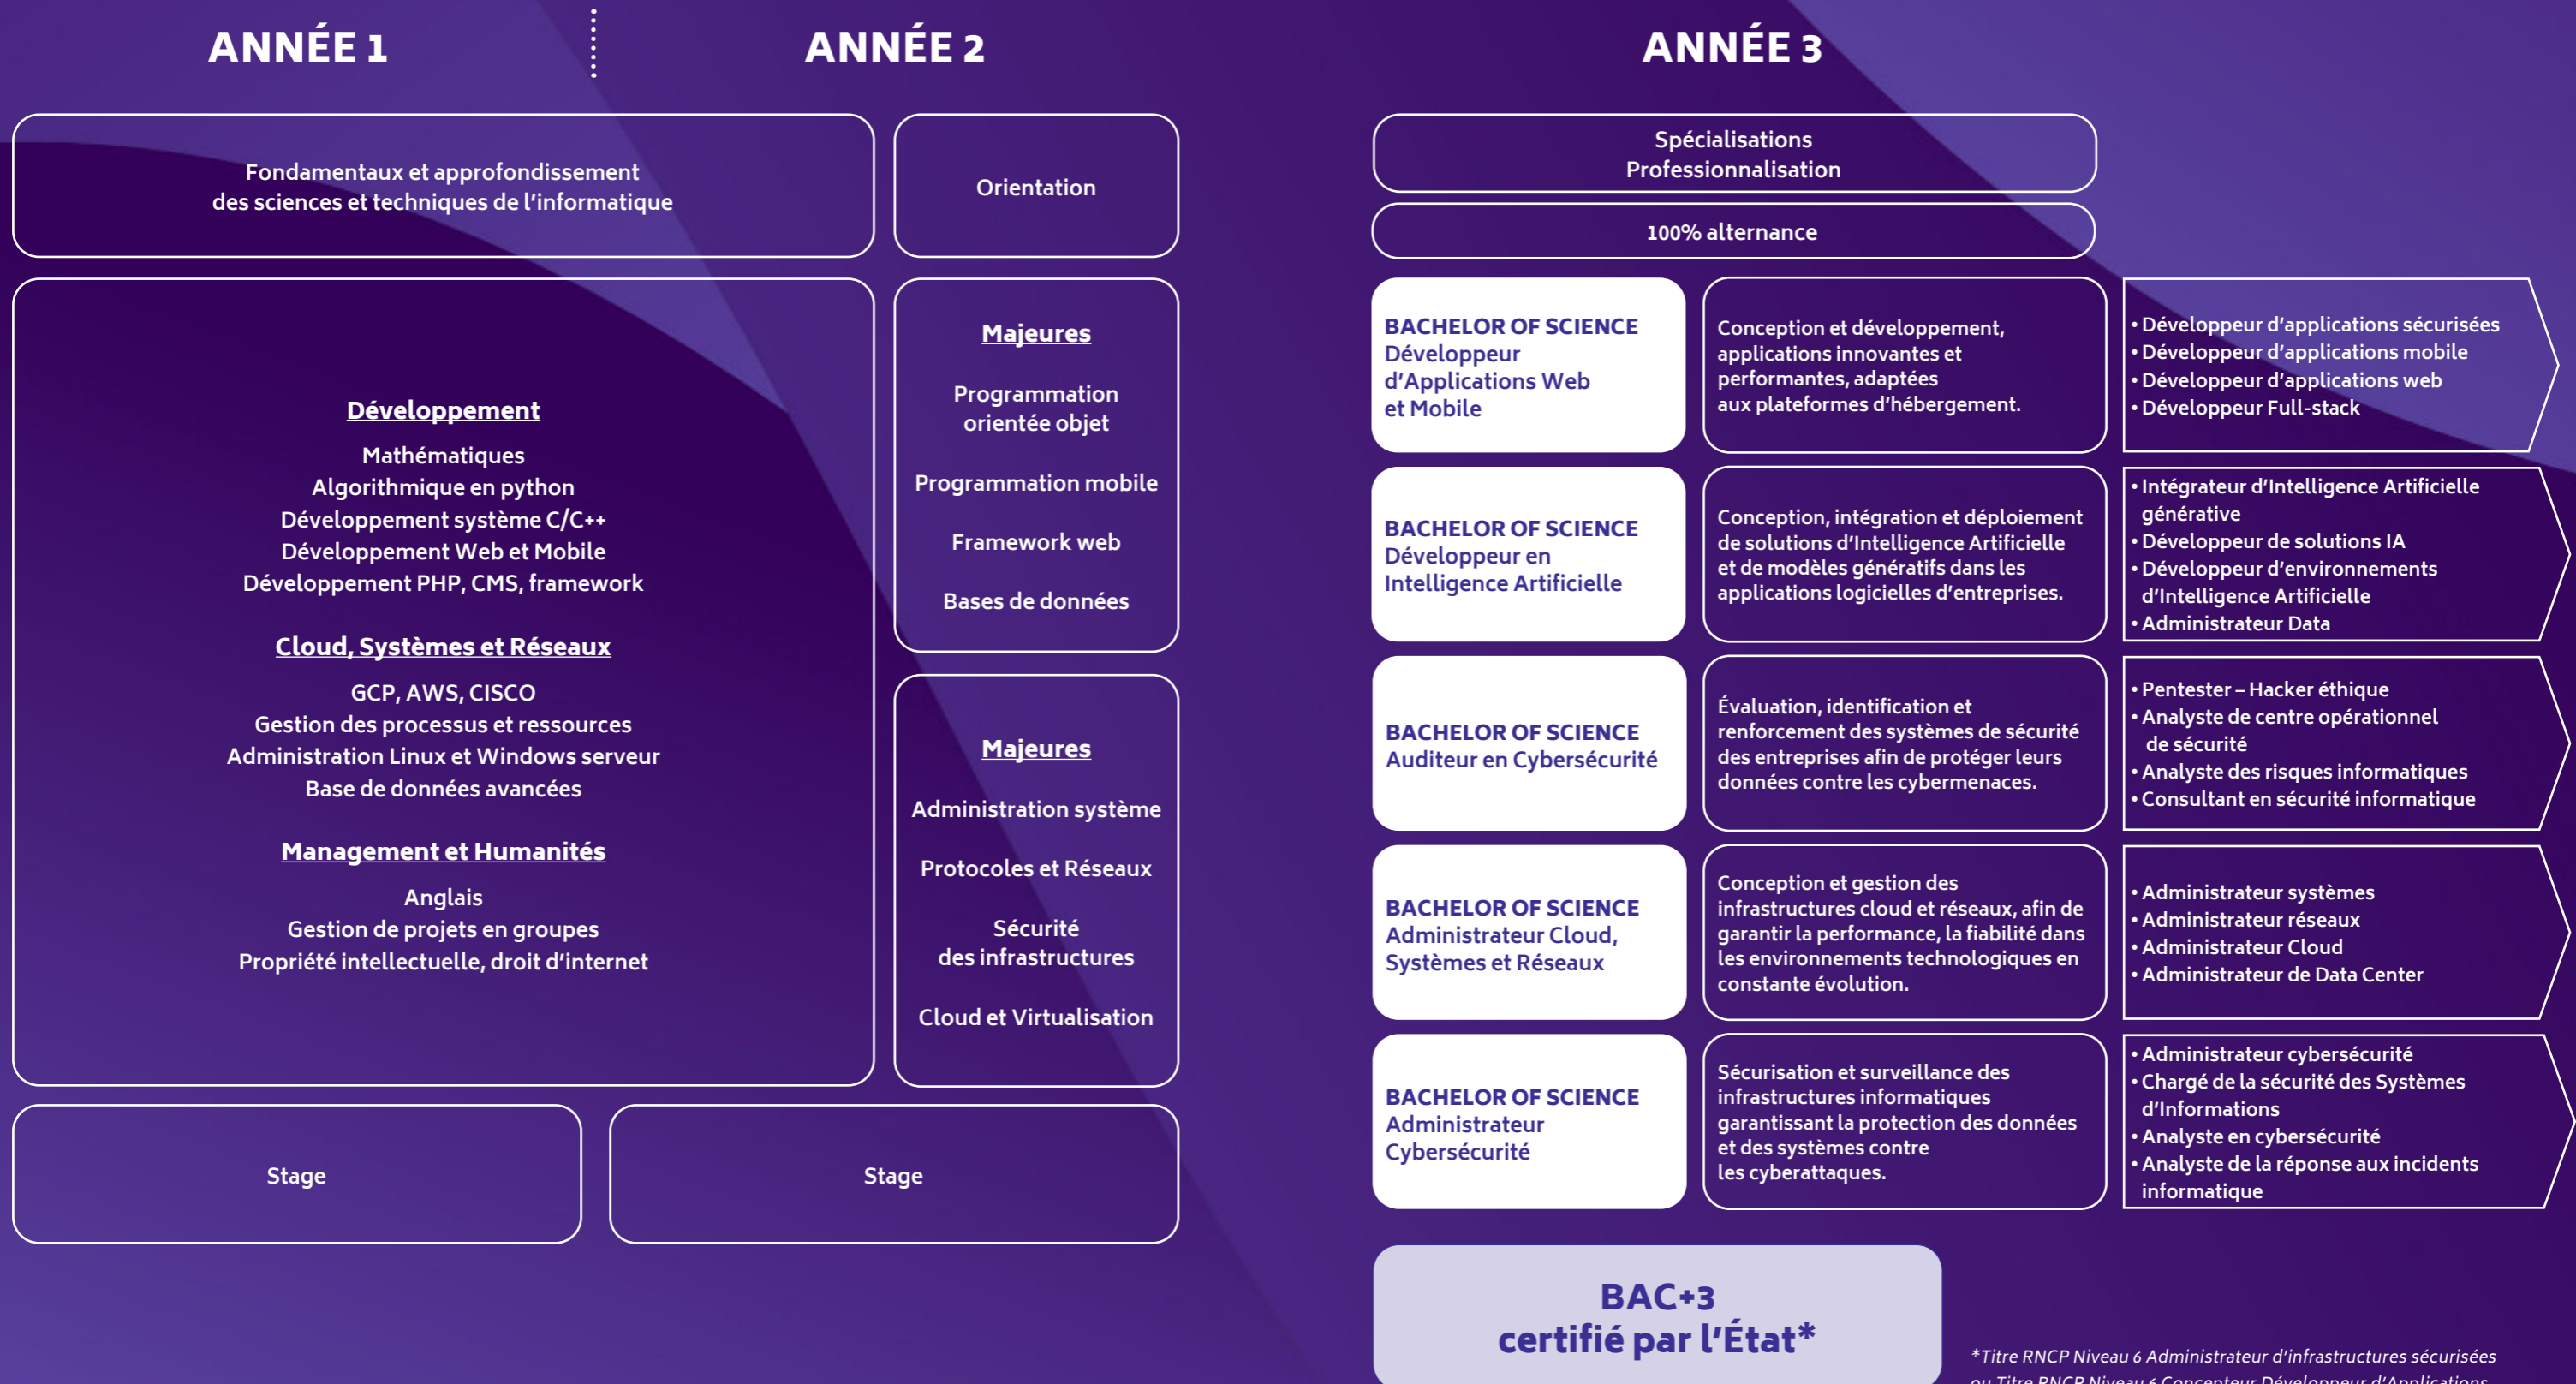 ANNÉE 1
ANNÉE 2
ANNÉE 3
Fondamentaux et approfondissement
des sciences et techniques de l'informatique
Orientation
Spécialisations
Professionnalisation
100% alternance
Développement
Mathématiques
Algorithmique en python
Développement système C/C++
Développement Web et Mobile
Développement PHP, CMS, framework
Cloud, Systèmes et Réseaux
GCP, AWS, CISCO
Gestion des processus et ressources
Administration Linux et Windows serveur
Base de données avancées
Management et Humanités
Anglais
Gestion de projets en groupes
Propriété intellectuelle, droit d'internet
Majeures
Programmation
orientée objet
Programmation mobile
Framework web
Bases de données
Majeures
Administration système
Protocoles et Réseaux
Sécurité
des infrastructures
Cloud et Virtualisation
Stage
Stage
BACHELOR OF SCIENCE
Développeur
d'Applications Web
et Mobile
Conception et développement,
applications innovantes et
performantes, adaptées
aux plateformes d'hébergement.
• Développeur d'applications sécurisées
• Développeur d'applications mobile
• Développeur d'applications web
• Développeur Full-stack
BACHELOR OF SCIENCE
Développeur en
Intelligence Artificielle
Conception, intégration et déploiement
de solutions d'Intelligence Artificielle
et de modèles génératifs dans les
applications logicielles d'entreprises.
• Intégrateur d'Intelligence Artificielle
générative
• Développeur de solutions IA
• Développeur d'environnements
d'Intelligence Artificielle
• Administrateur Data
BACHELOR OF SCIENCE
Auditeur en Cybersécurité
Évaluation, identification et
renforcement des systèmes de sécurité
des entreprises afin de protéger leurs
données contre les cybermenaces.
• Pentester – Hacker éthique
• Analyste de centre opérationnel
de sécurité
• Analyste des risques informatiques
• Consultant en sécurité informatique
BACHELOR OF SCIENCE
Administrateur Cloud,
Systèmes et Réseaux
Conception et gestion des
infrastructures cloud et réseaux, afin de
garantir la performance, la fiabilité dans
les environnements technologiques en
constante évolution.
• Administrateur systèmes
• Administrateur réseaux
• Administrateur Cloud
• Administrateur de Data Center
BACHELOR OF SCIENCE
Administrateur
Cybersécurité
Sécurisation et surveillance des
infrastructures informatiques
garantissant la protection des données
et des systèmes contre
les cyberattaques.
• Administrateur cybersécurité
• Chargé de la sécurité des Systèmes
d'Informations
• Analyste en cybersécurité
• Analyste de la réponse aux incidents
informatique
BAC+3
certifié par l'État*
*Titre RNCP Niveau 6 Administrateur d'infrastructures sécurisées
ou Titre RNCP Niveau 6 Concepteur Développeur d'Applications